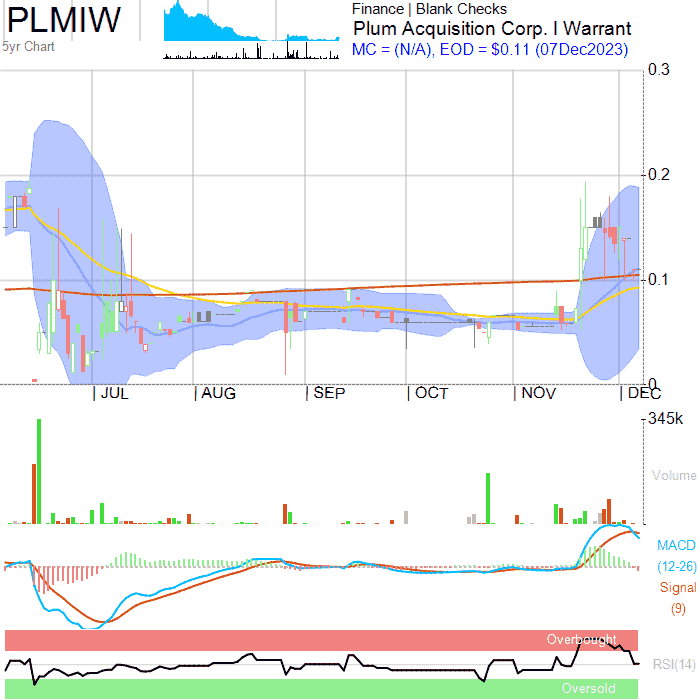 PLMIW
5yr Chart
Finance | Blank Checks
Plum Acquisition Corp. I Warrant
MC = (N/A), EOD = $0.11 (07Dec2023)
0.3
0.2
0.1
0
JUL
AUG
SEP
OCT
NOV
DEC
345k
Volume
MACD
(12-26)
Signal
(9)
Overbought
RSI(14)
Oversold